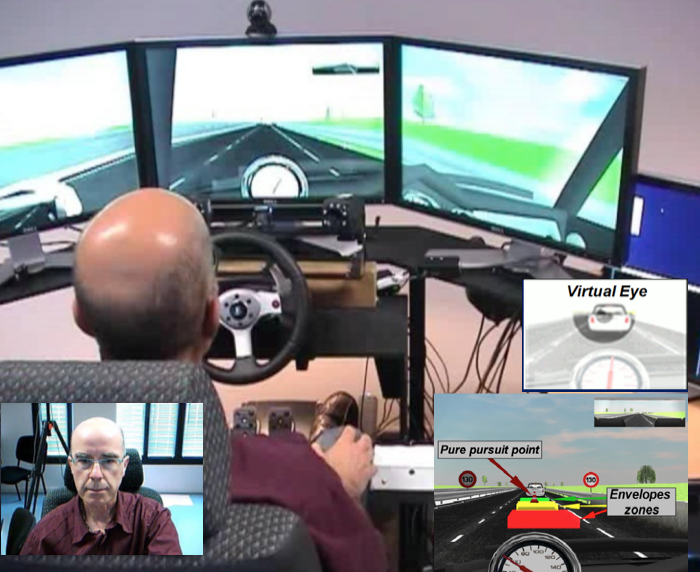 Virtual Eye
Pure pursuit point
130
130
Envelopes
zones